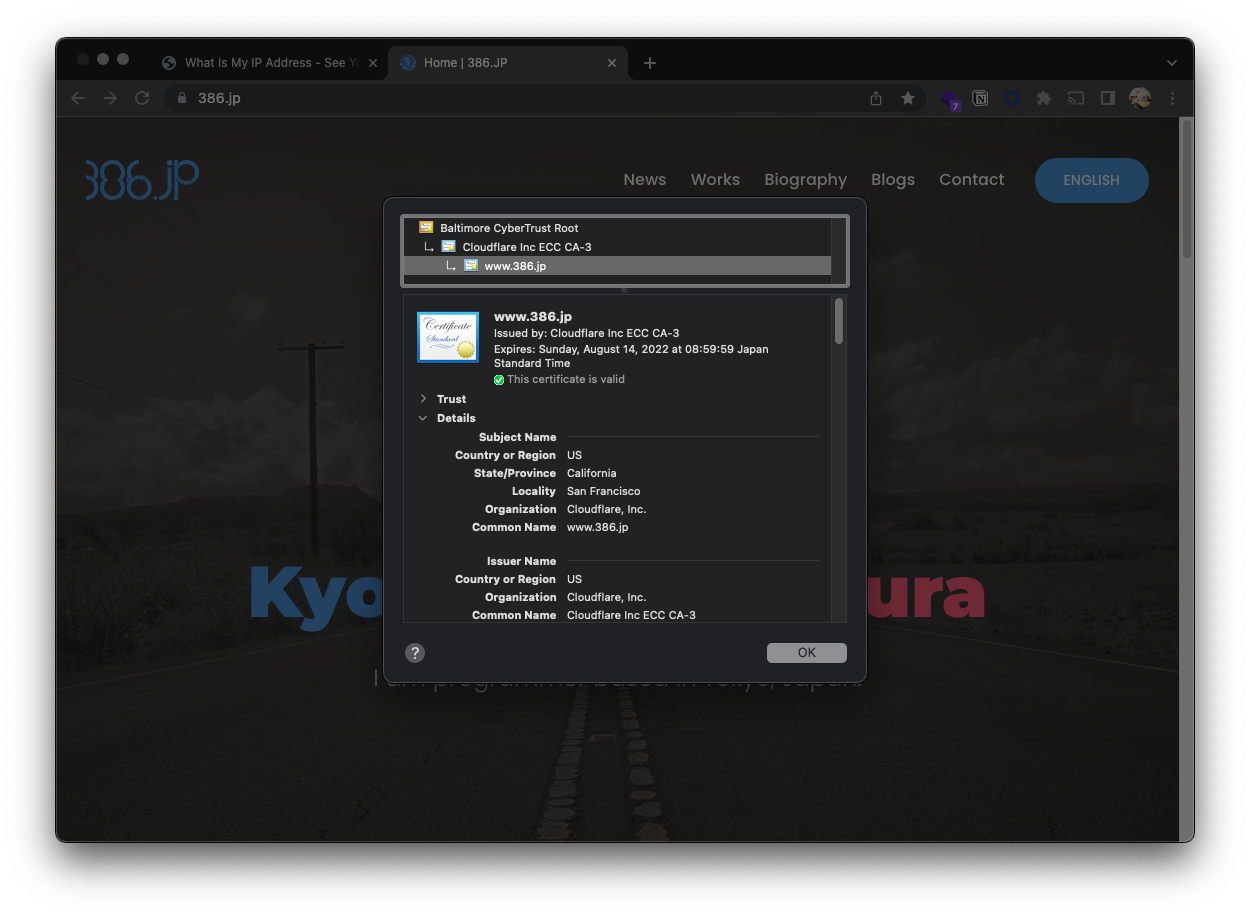 What Is My IP Address - See Y
Home | 386.JP
386.jp
7
386.JP
News
Works
Biography
Blogs
Contact
ENGLISH
Baltimore CyberTrust Root
Cloudflare Inc ECC CA-3
www.386.jp
Certificate
Standard
www.386.jp
Issued by: Cloudflare Inc ECC CA-3
Expires: Sunday, August 14, 2022 at 08:59:59 Japan
Standard Time
This certificate is valid
Trust
Details
Subject Name
Country or Region US
State/Province California
Locality San Francisco
Organization Cloudflare, Inc.
Common Name www.386.jp
Issuer Name
Country or Region US
Organization Cloudflare, Inc.
Common Name Cloudflare Inc ECC CA-3
Kyo
ura
? OK
I am programmer based in Tokyo, Japan.